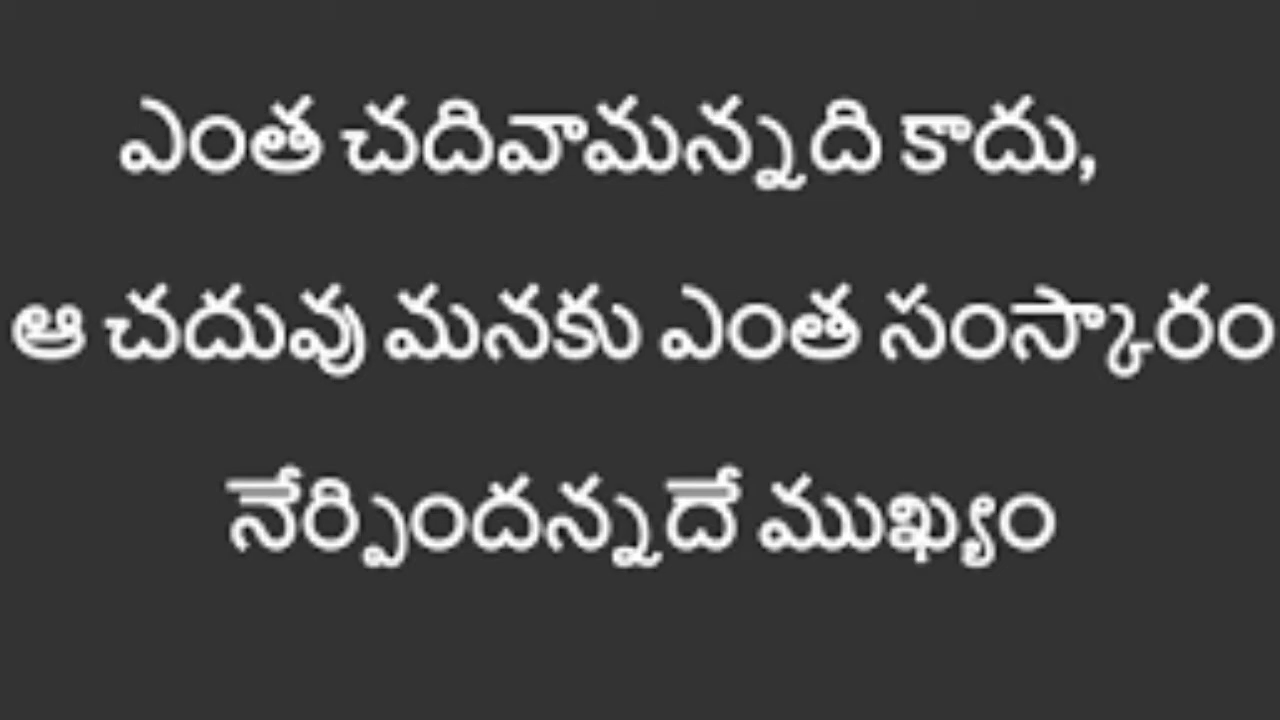 ఎంత చదివామన్నది కాదు,
ఆ చదువు మనకు ఎంత సంస్కారం
నేర్పిందన్నదే ముఖ్యం